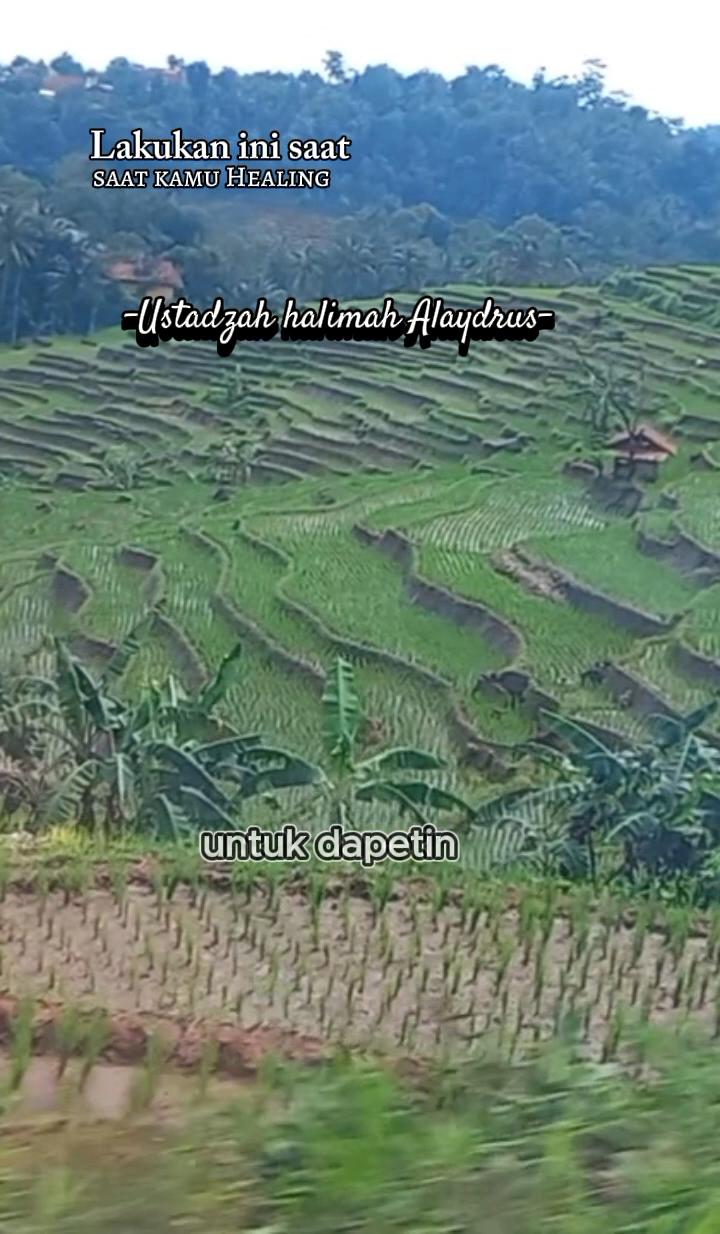 Lakukan ini saat
saat kamu Healing
-Ustadzah halimah Alaydrus-
untuk dapetin